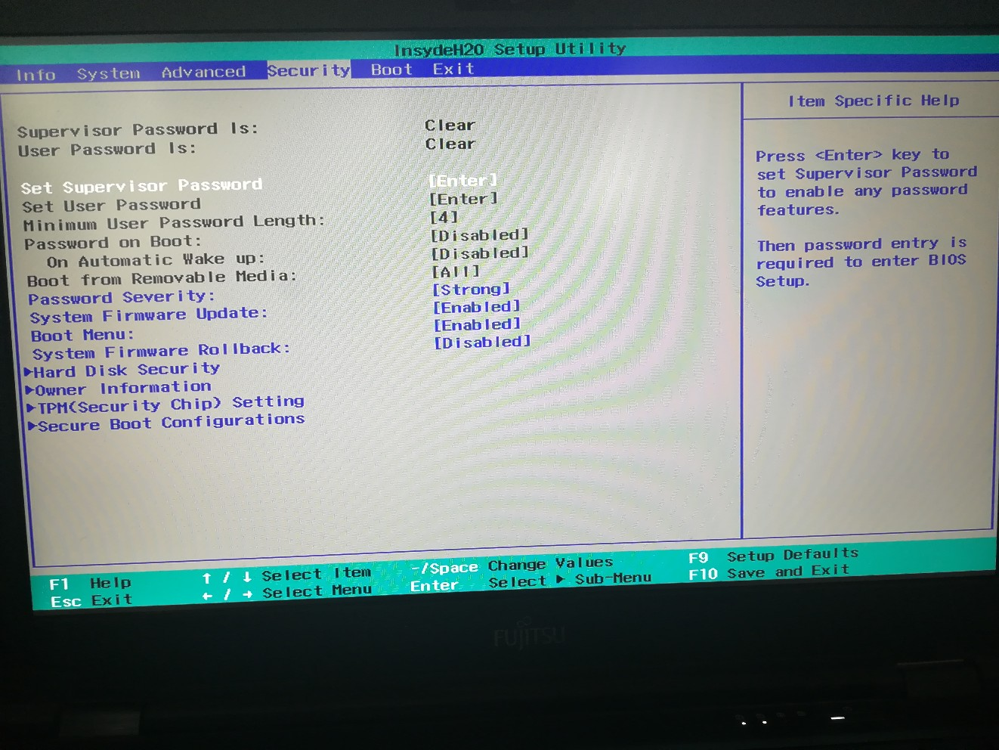 InsydeH20 Setup Utility
Info System Advanced Security Boot Exit
Item Specific Help
Supervisor Password Is: Clear
User Password Is: Clear
Set Supervisor Password [Enter]
Set User Password [Enter]
Minimum User Password Length: [4]
Password on Boot: [Disabled]
On Automatic Wake up: [Disabled]
Boot from Removable Media: [All]
Password Severity: [Strong]
System Firmware Update: [Enabled]
Boot Menu: [Enabled]
System Firmware Rollback: [Disabled]
▶Hard Disk Security
▶Owner Information
▶TPM(Security Chip) Setting
▶Secure Boot Configurations
Press <Enter> key to
set Supervisor Password
to enable any password
features.
Then password entry is
required to enter BIOS
Setup.
F1 Help ↑ / ↓ Select Item -/Space Change Values F9 Setup Defaults
Esc Exit ← / → Select Menu Enter Select ▶ Sub-Menu F10 Save and Exit
FUJITSU